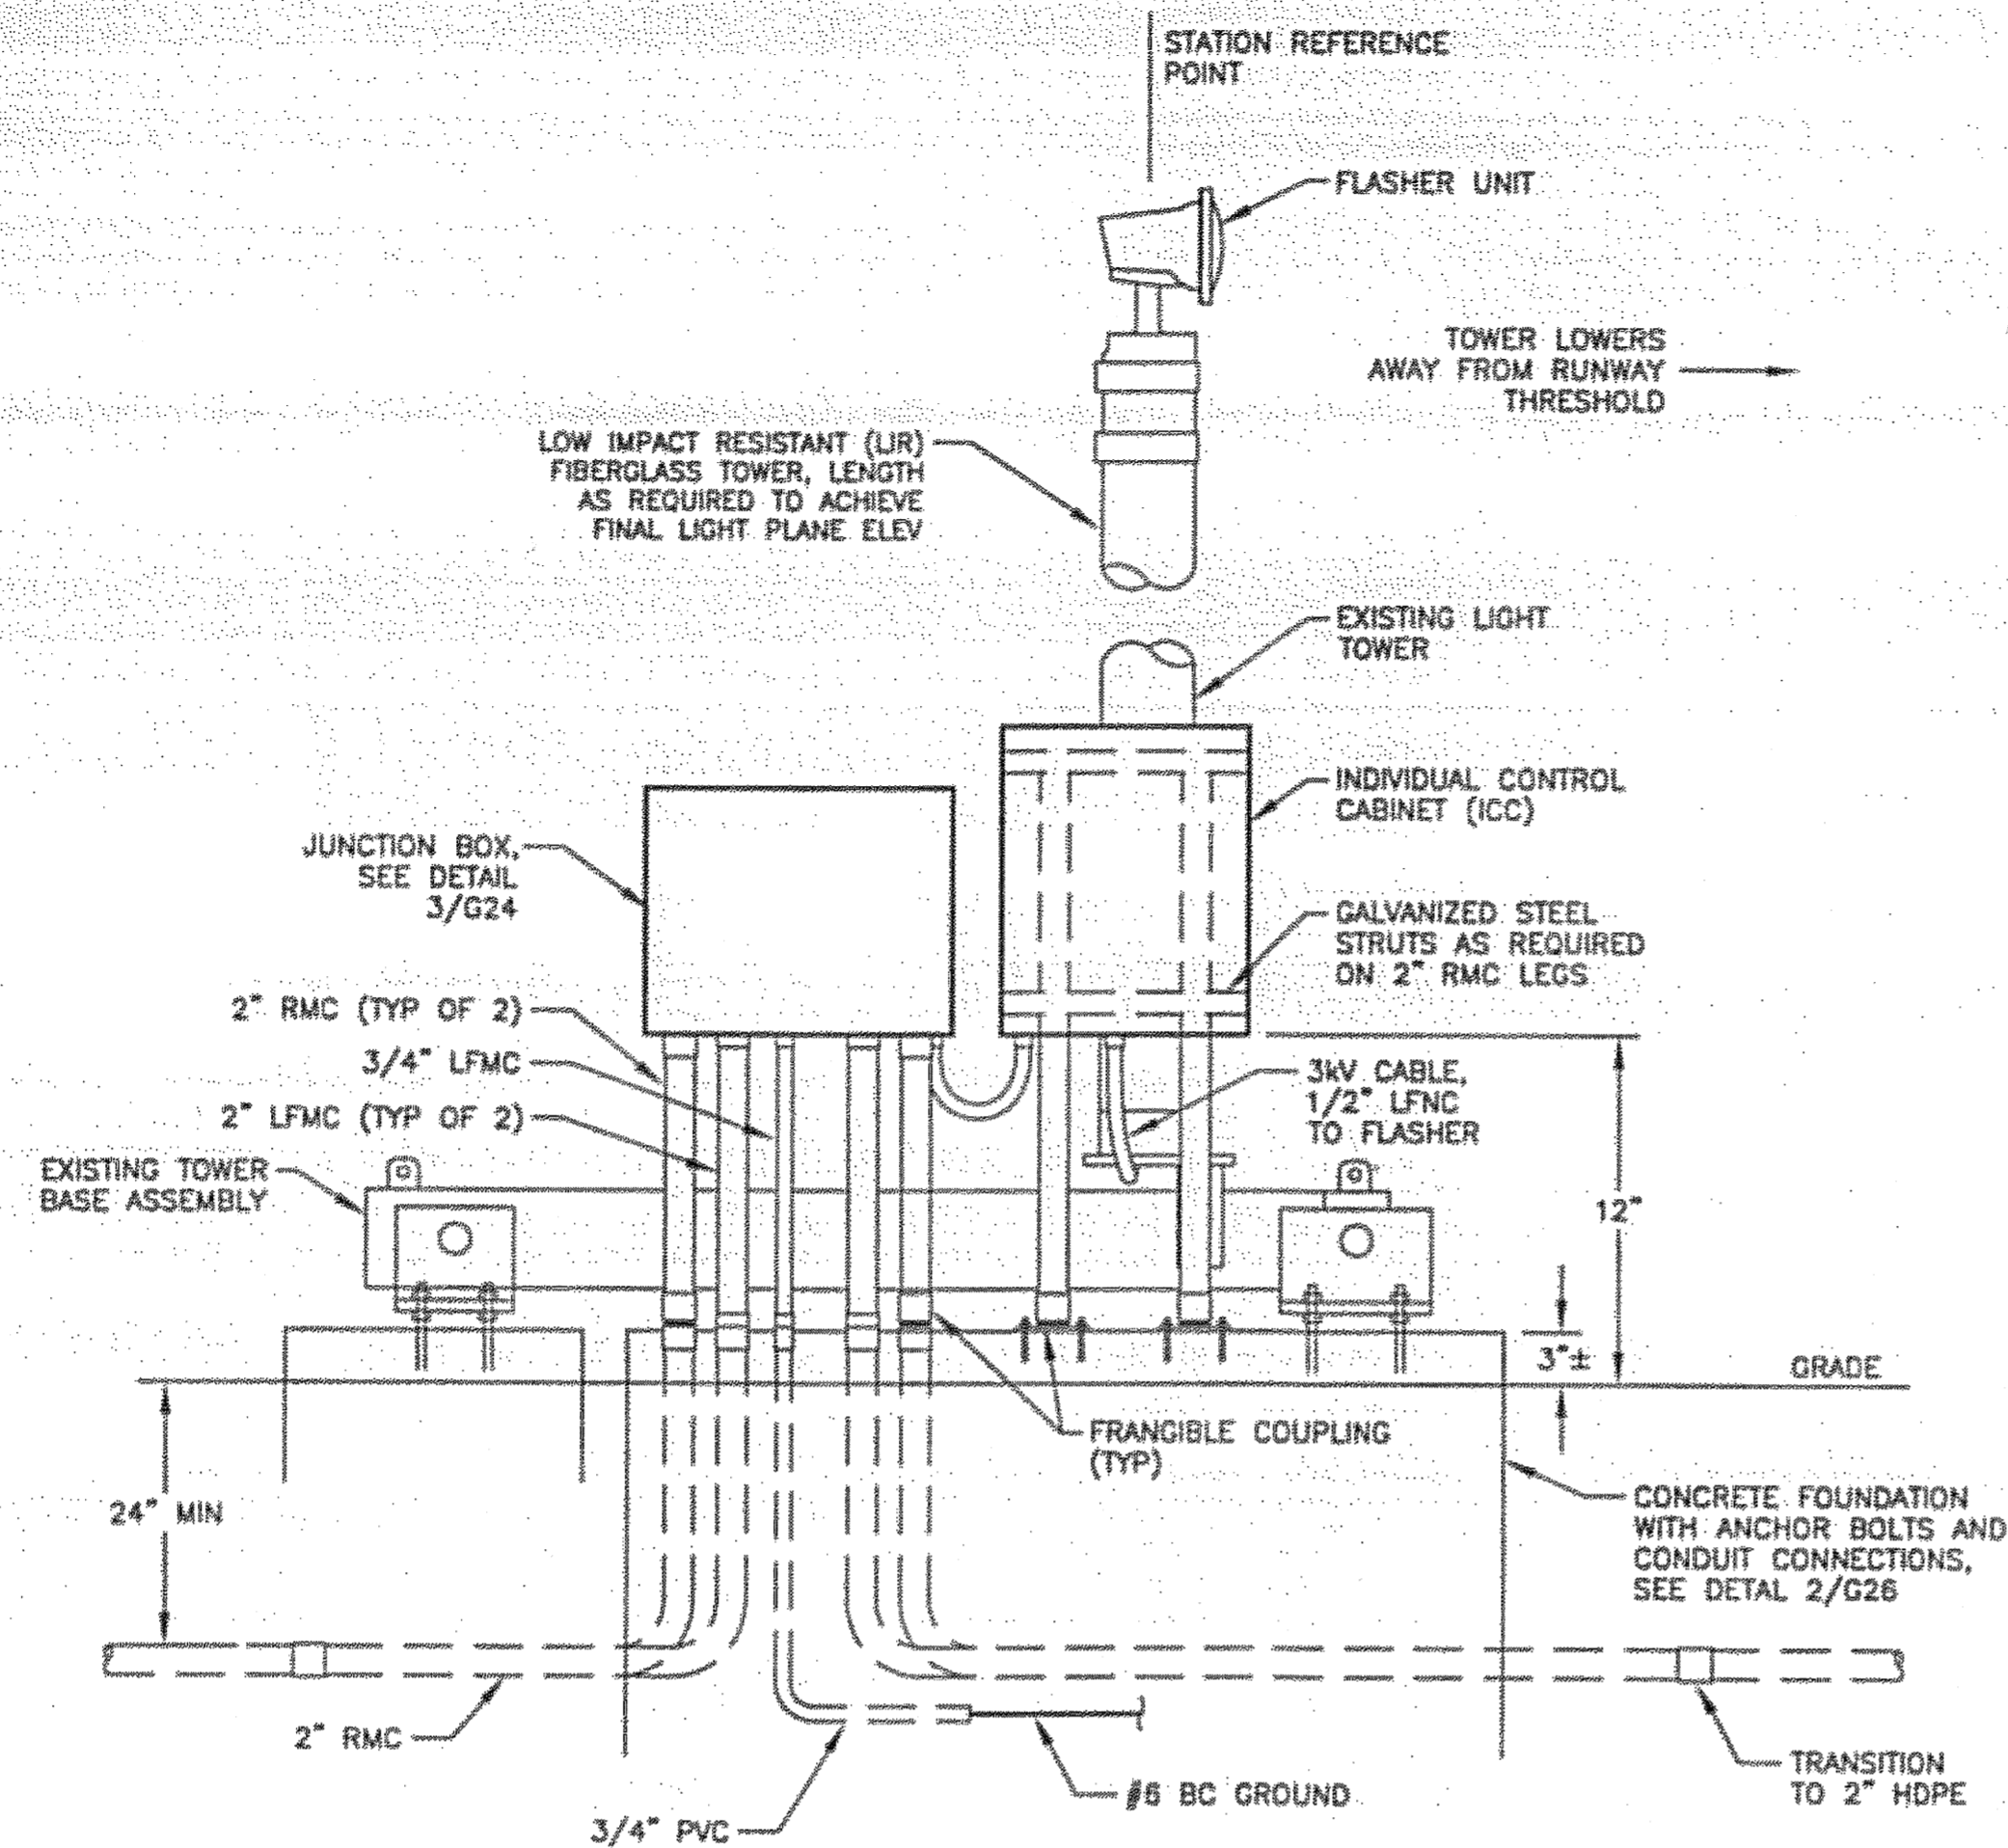 STATION REFERENCE
POINT
FLASHER UNIT
TOWER LOWERS
AWAY FROM RUNWAY
THRESHOLD
LOW IMPACT RESISTANT (LIR)
FIBERGLASS TOWER, LENGTH
AS REQUIRED TO ACHIEVE
FINAL LIGHT PLANE ELEV
EXISTING LIGHT
TOWER
INDIVIDUAL CONTROL
CABINET (ICC)
JUNCTION BOX,
SEE DETAIL
3/G24
GALVANIZED STEEL
STRUTS AS REQUIRED
ON 2" RMC LEGS
2" RMC (TYP OF 2)
3/4" LFMC
2" LFMC (TYP OF 2)
3kV CABLE,
1/2" LFNC
TO FLASHER
EXISTING TOWER
BASE ASSEMBLY
12"
3"±
GRADE
FRANGIBLE COUPLING
(TYP)
24" MIN
CONCRETE FOUNDATION
WITH ANCHOR BOLTS AND
CONDUIT CONNECTIONS,
SEE DETAL 2/G26
2" RMC
#6 BC GROUND
3/4" PVC
TRANSITION
TO 2" HDPE